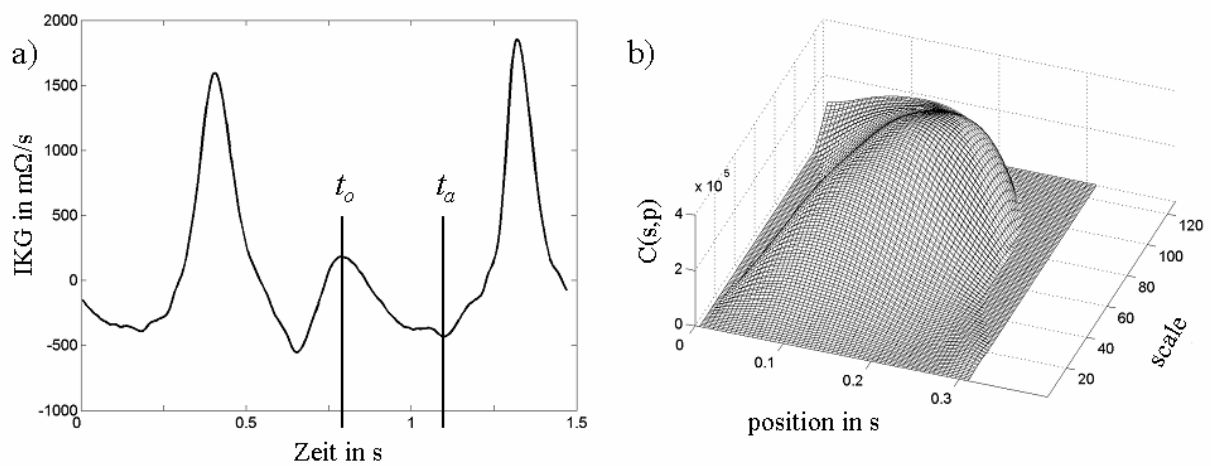 a)
2000
1500
1000
500
0
-500
-1000
IKG in mΩ/s
t_o
t_a
0
0.5
1
1.5
Zeit in s
b)
x 10^5
4
2
0
C(s,p)
0
0.1
0.2
0.3
position in s
120
100
80
60
40
20
scale